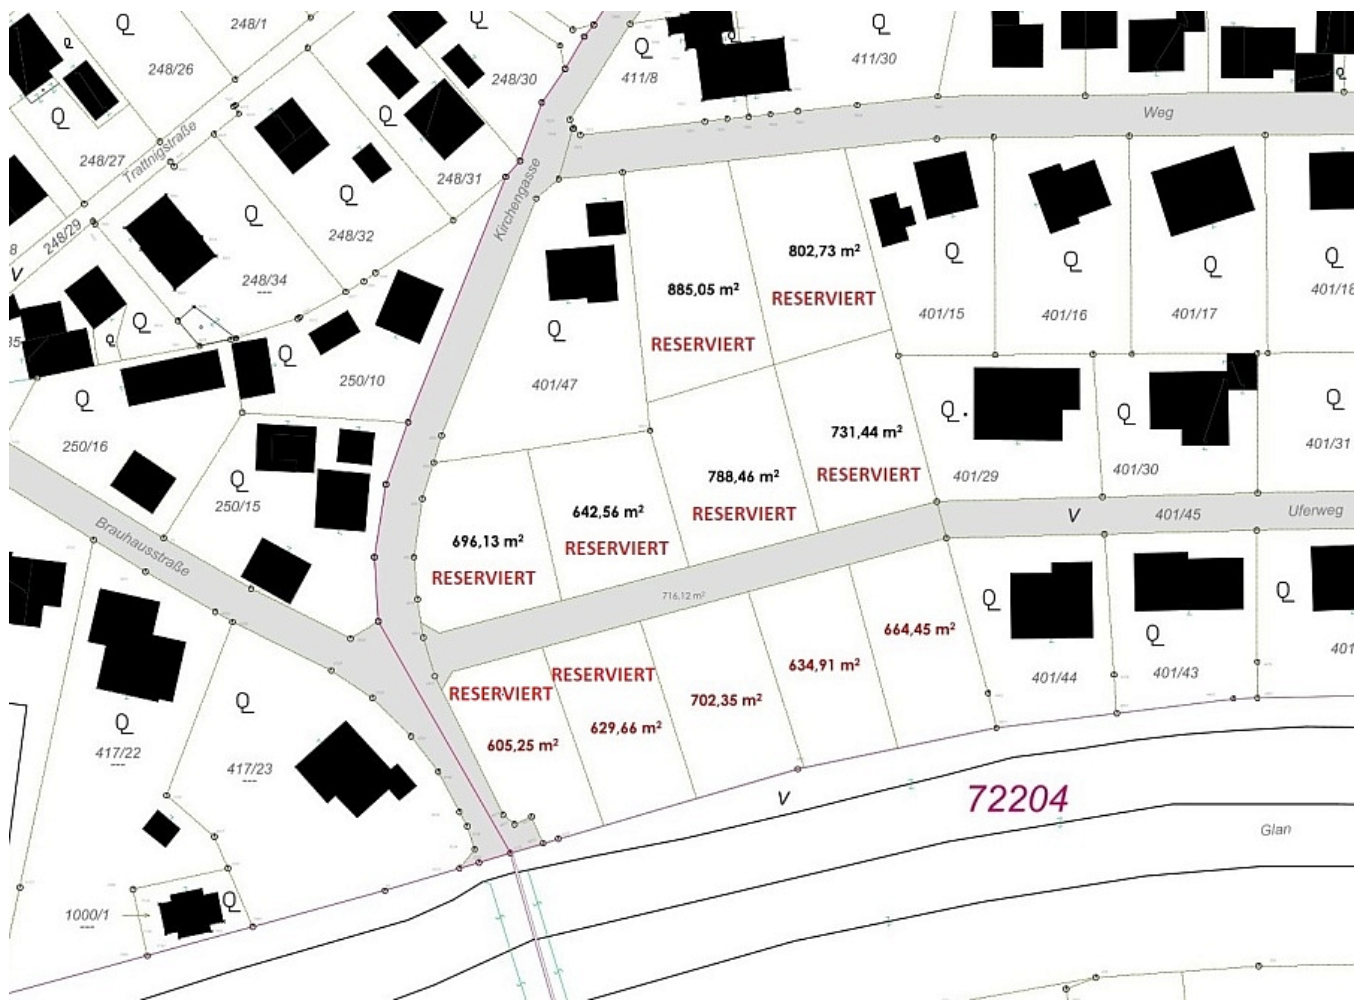 248/1
248/26
248/30
411/8
411/30
Weg
248/27
Trattnigstraße
248/31
Kirchengasse
248/29
248/32
8
V
248/34
802,73 m²
885,05 m²
RESERVIERT
RESERVIERT
401/15
401/16
401/17
401/18
35
250/10
401/47
250/16
250/15
731,44 m²
RESERVIERT
788,46 m²
RESERVIERT
401/29
401/30
401/31
642,56 m²
RESERVIERT
696,13 m²
RESERVIERT
V
401/45
Uferweg
Brauhausstraße
716,12 m²
664,45 m²
634,91 m²
RESERVIERT
RESERVIERT
702,35 m²
629,66 m²
605,25 m²
401/44
401/43
401
417/22
417/23
V
72204
Glan
1000/1